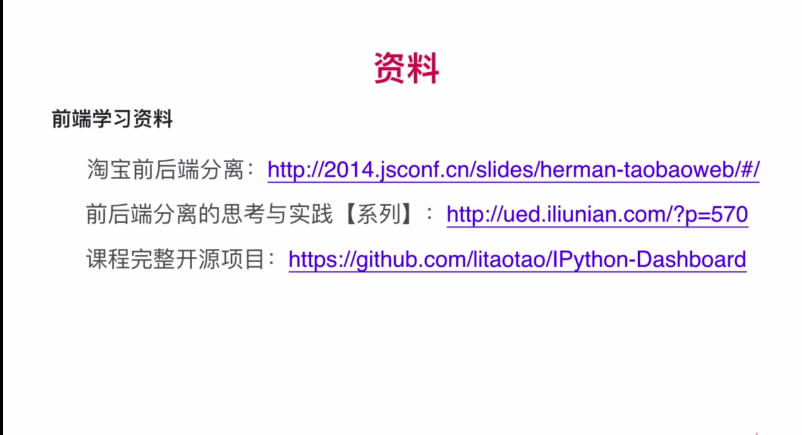 资料
前端学习资料
淘宝前后端分离：http://2014.jsconf.cn/slides/herman-taobaoweb/#/
前后端分离的思考与实践【系列】：http://ued.iliunian.com/?p=570
课程完整开源项目：https://github.com/litaotao/IPython-Dashboard